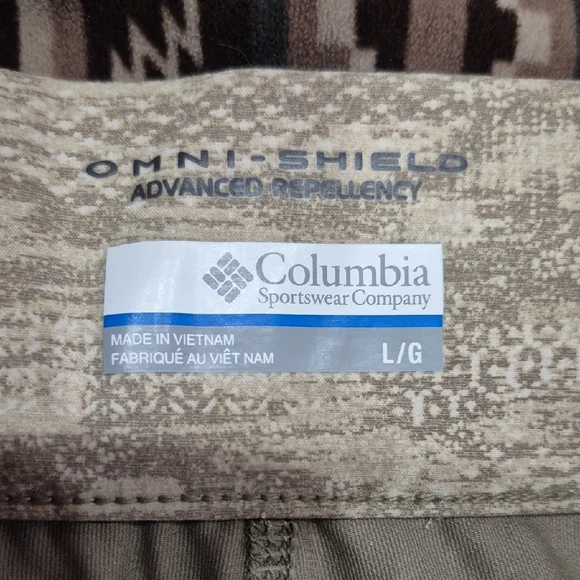 OMNI-SHIELD
ADVANCED REPELLENCY
Columbia
Sportswear Company
MADE IN VIETNAM
FABRIQUÉ AU VIÊT NAM
L/G